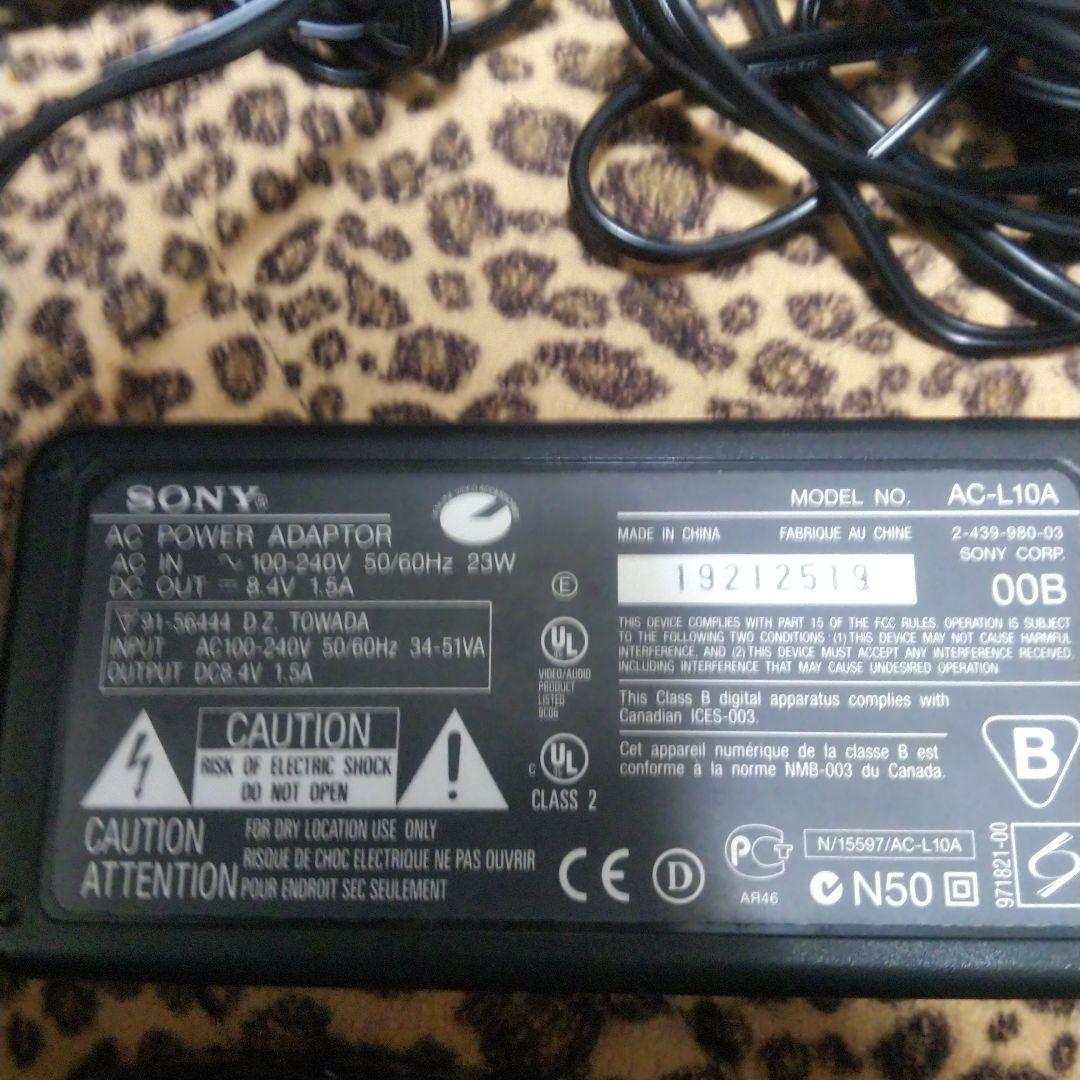 SONY®
AC POWER ADAPTOR
AC IN ~ 100-240V 50/60Hz 23W
DC OUT ⎓ 8.4V 1.5A
91-56444 D.Z. TOWADA
INPUT AC100-240V 50/60Hz 34-51VA
OUTPUT DC8.4V 1.5A
CAUTION
RISK OF ELECTRIC SHOCK
DO NOT OPEN
CAUTION FOR DRY LOCATION USE ONLY
ATTENTION RISQUE DE CHOC ELECTRIQUE NE PAS OUVRIR
POUR ENDROIT SEC SEULEMENT
E
UL
VIDEO/AUDIO
PRODUCT
LISTED
9C06
C UL
CLASS 2
MODEL NO. AC-L10A
MADE IN CHINA FABRIQUE AU CHINE 2-439-980-03
SONY CORP.
19212519
00B
THIS DEVICE COMPLIES WITH PART 15 OF THE FCC RULES. OPERATION IS SUBJECT
TO THE FOLLOWING TWO CONDITIONS : (1) THIS DEVICE MAY NOT CAUSE HARMFUL
INTERFERENCE, AND (2) THIS DEVICE MUST ACCEPT ANY INTERFERENCE RECEIVED,
INCLUDING INTERFERENCE THAT MAY CAUSE UNDESIRED OPERATION.
This Class B digital apparatus complies with
Canadian ICES-003.
Cet appareil numérique de la classe B est
conforme à la norme NMB-003 du Canada.
B
CE
D
PCT
AR46
N/15597/AC-L10A
N50
971821-00